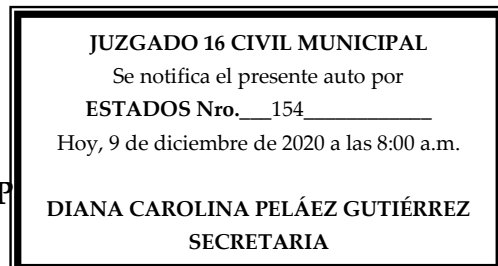 JUZGADO 16 CIVIL MUNICIPAL
Se notifica el presente auto por
ESTADOS Nro.___154____________
Hoy, 9 de diciembre de 2020 a las 8:00 a.m.
P
DIANA CAROLINA PELÁEZ GUTIÉRREZ
SECRETARIA